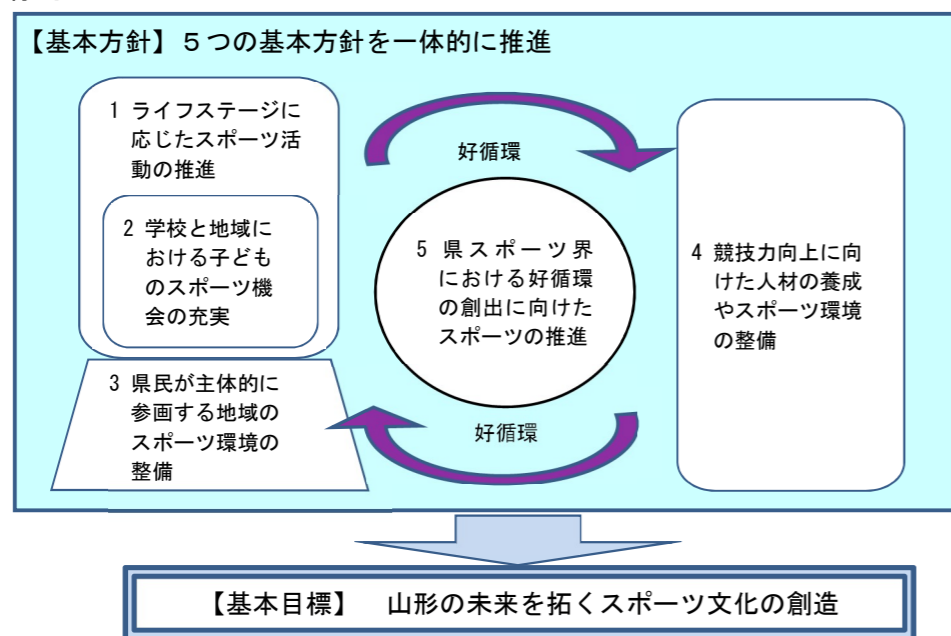 【基本方針】５つの基本方針を一体的に推進
1 ライフステージに
応じたスポーツ活
動の推進
2 学校と地域に
おける子ども
のスポーツ機
会の充実
3 県民が主体的に
参画する地域の
スポーツ環境の
整備
好循環
5 県スポーツ界
における好循環
の創出に向けた
スポーツの推進
好循環
4 競技力向上に向
けた人材の養成
やスポーツ環境
の整備
【基本目標】　山形の未来を拓くスポーツ文化の創造